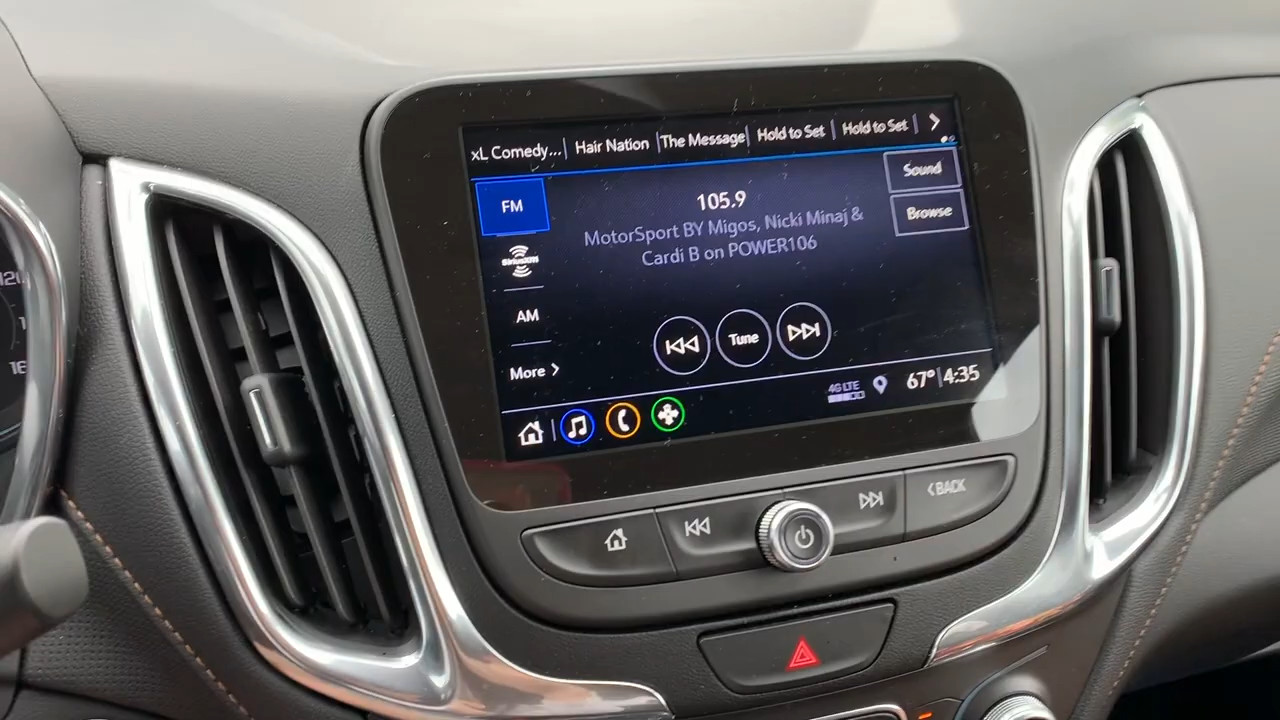 xL Comedy...
Hair Nation
The Message
Hold to Set
Hold to Set
Sound
FM
105.9
Browse
MotorSport BY Migos, Nicki Minaj &
Cardi B on POWER106
SiriusXM
AM
Tune
More
4G LTE
67° 4:35
BACK